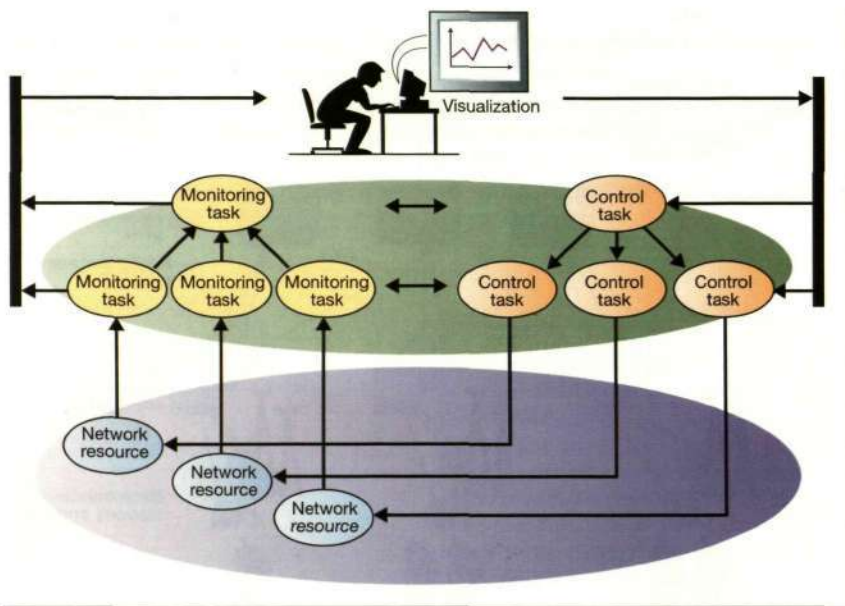 Visualization
Monitoring
task
Control
task
Monitoring
task
Monitoring
task
Monitoring
task
Control
task
Control
task
Control
task
Network
resource
Network
resource
Network
resource